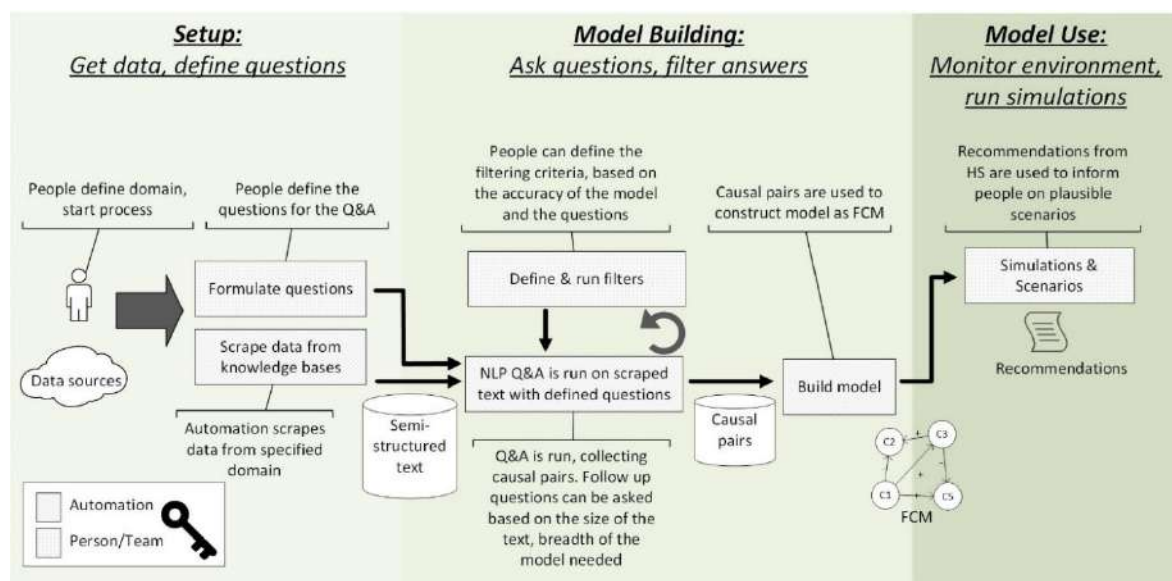 Setup:
Get data, define questions
Model Building:
Ask questions, filter answers
Model Use:
Monitor environment,
run simulations
People define domain,
start process
People define the
questions for the Q&A
People can define the
filtering criteria, based on
the accuracy of the model
and the questions
Causal pairs are used to
construct model as FCM
Recommendations from
HS are used to inform
people on plausible
scenarios
Formulate questions
Define & run filters
Simulations &
Scenarios
Data sources
Scrape data from
knowledge bases
NLP Q&A is run on scraped
text with defined questions
Build model
Recommendations
Automation scrapes
data from specified
domain
Semi-
structured
text
Q&A is run, collecting
causal pairs. Follow up
questions can be asked
based on the size of the
text, breadth of the
model needed
Causal
pairs
C2
+
C3
+
-
C1
+
C5
FCM
Automation
Person/Team